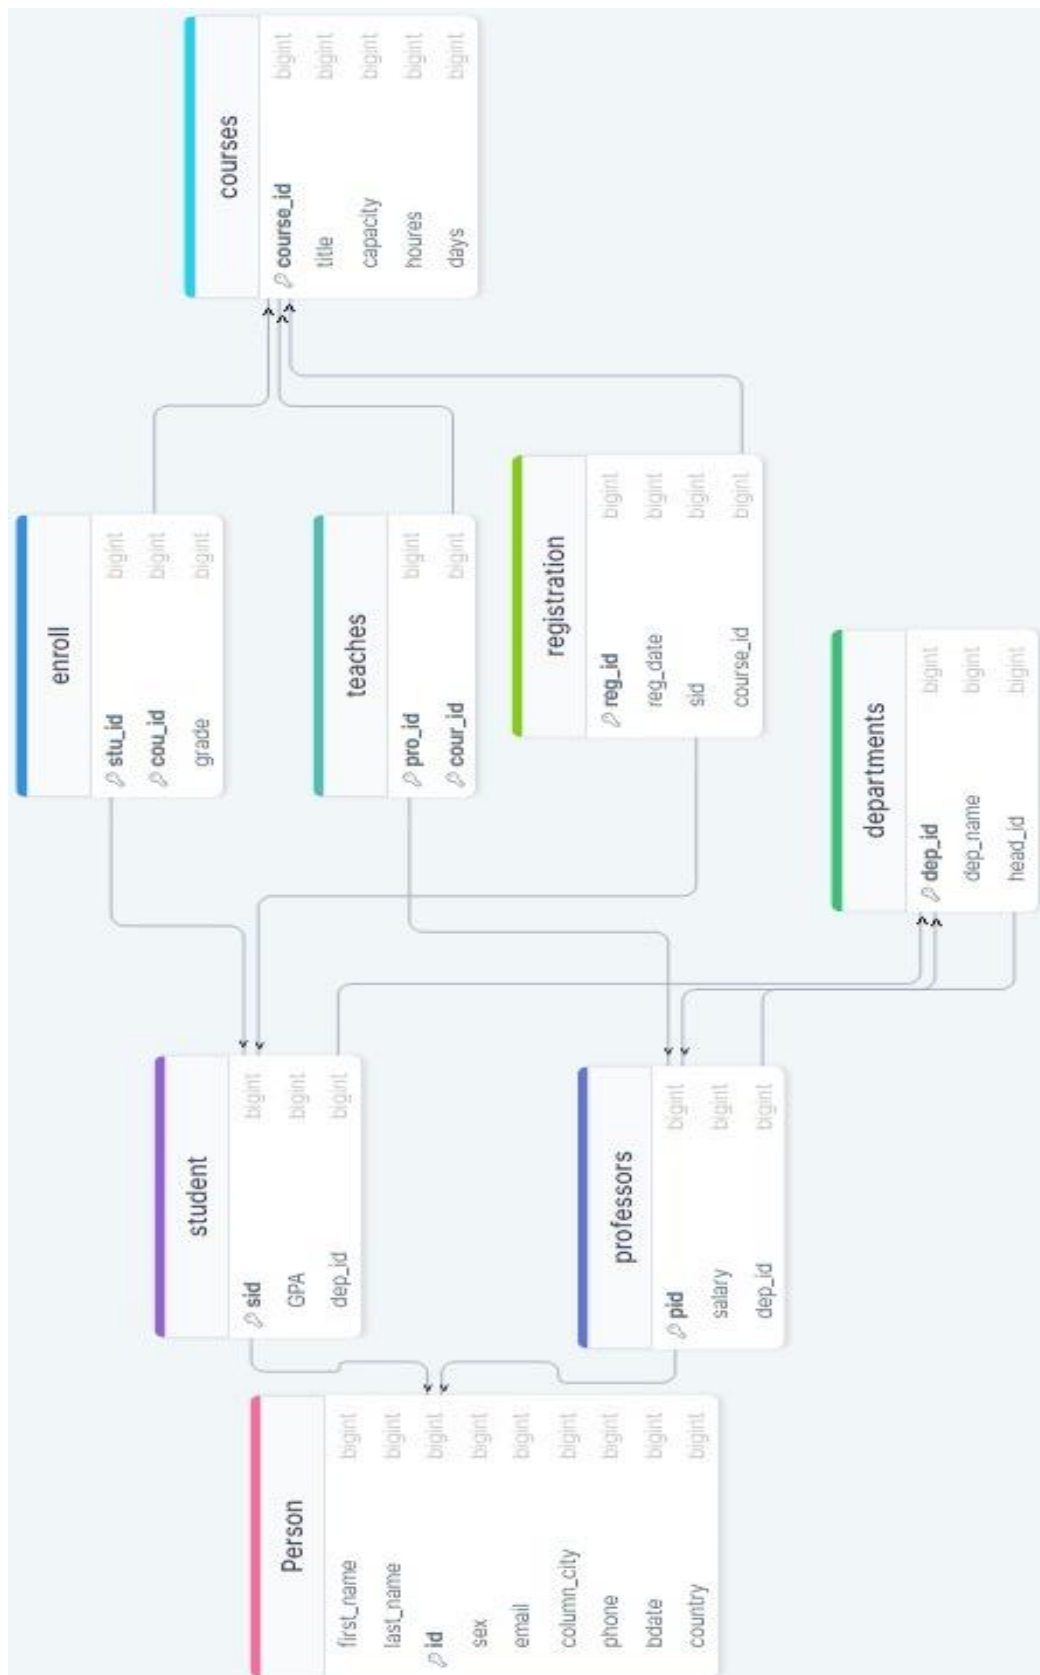 Person
first_name bigint
last_name bigint
id bigint
sex bigint
email bigint
column_city bigint
phone bigint
bdate bigint
country bigint
student
sid bigint
GPA bigint
dep_id bigint
professors
pid bigint
salary bigint
dep_id bigint
enroll
stu_id bigint
cou_id bigint
grade bigint
teaches
pro_id bigint
cour_id bigint
registration
reg_id bigint
reg_date bigint
sid bigint
course_id bigint
departments
dep_id bigint
dep_name bigint
head_id bigint
courses
course_id bigint
title bigint
capacity bigint
houres bigint
days bigint